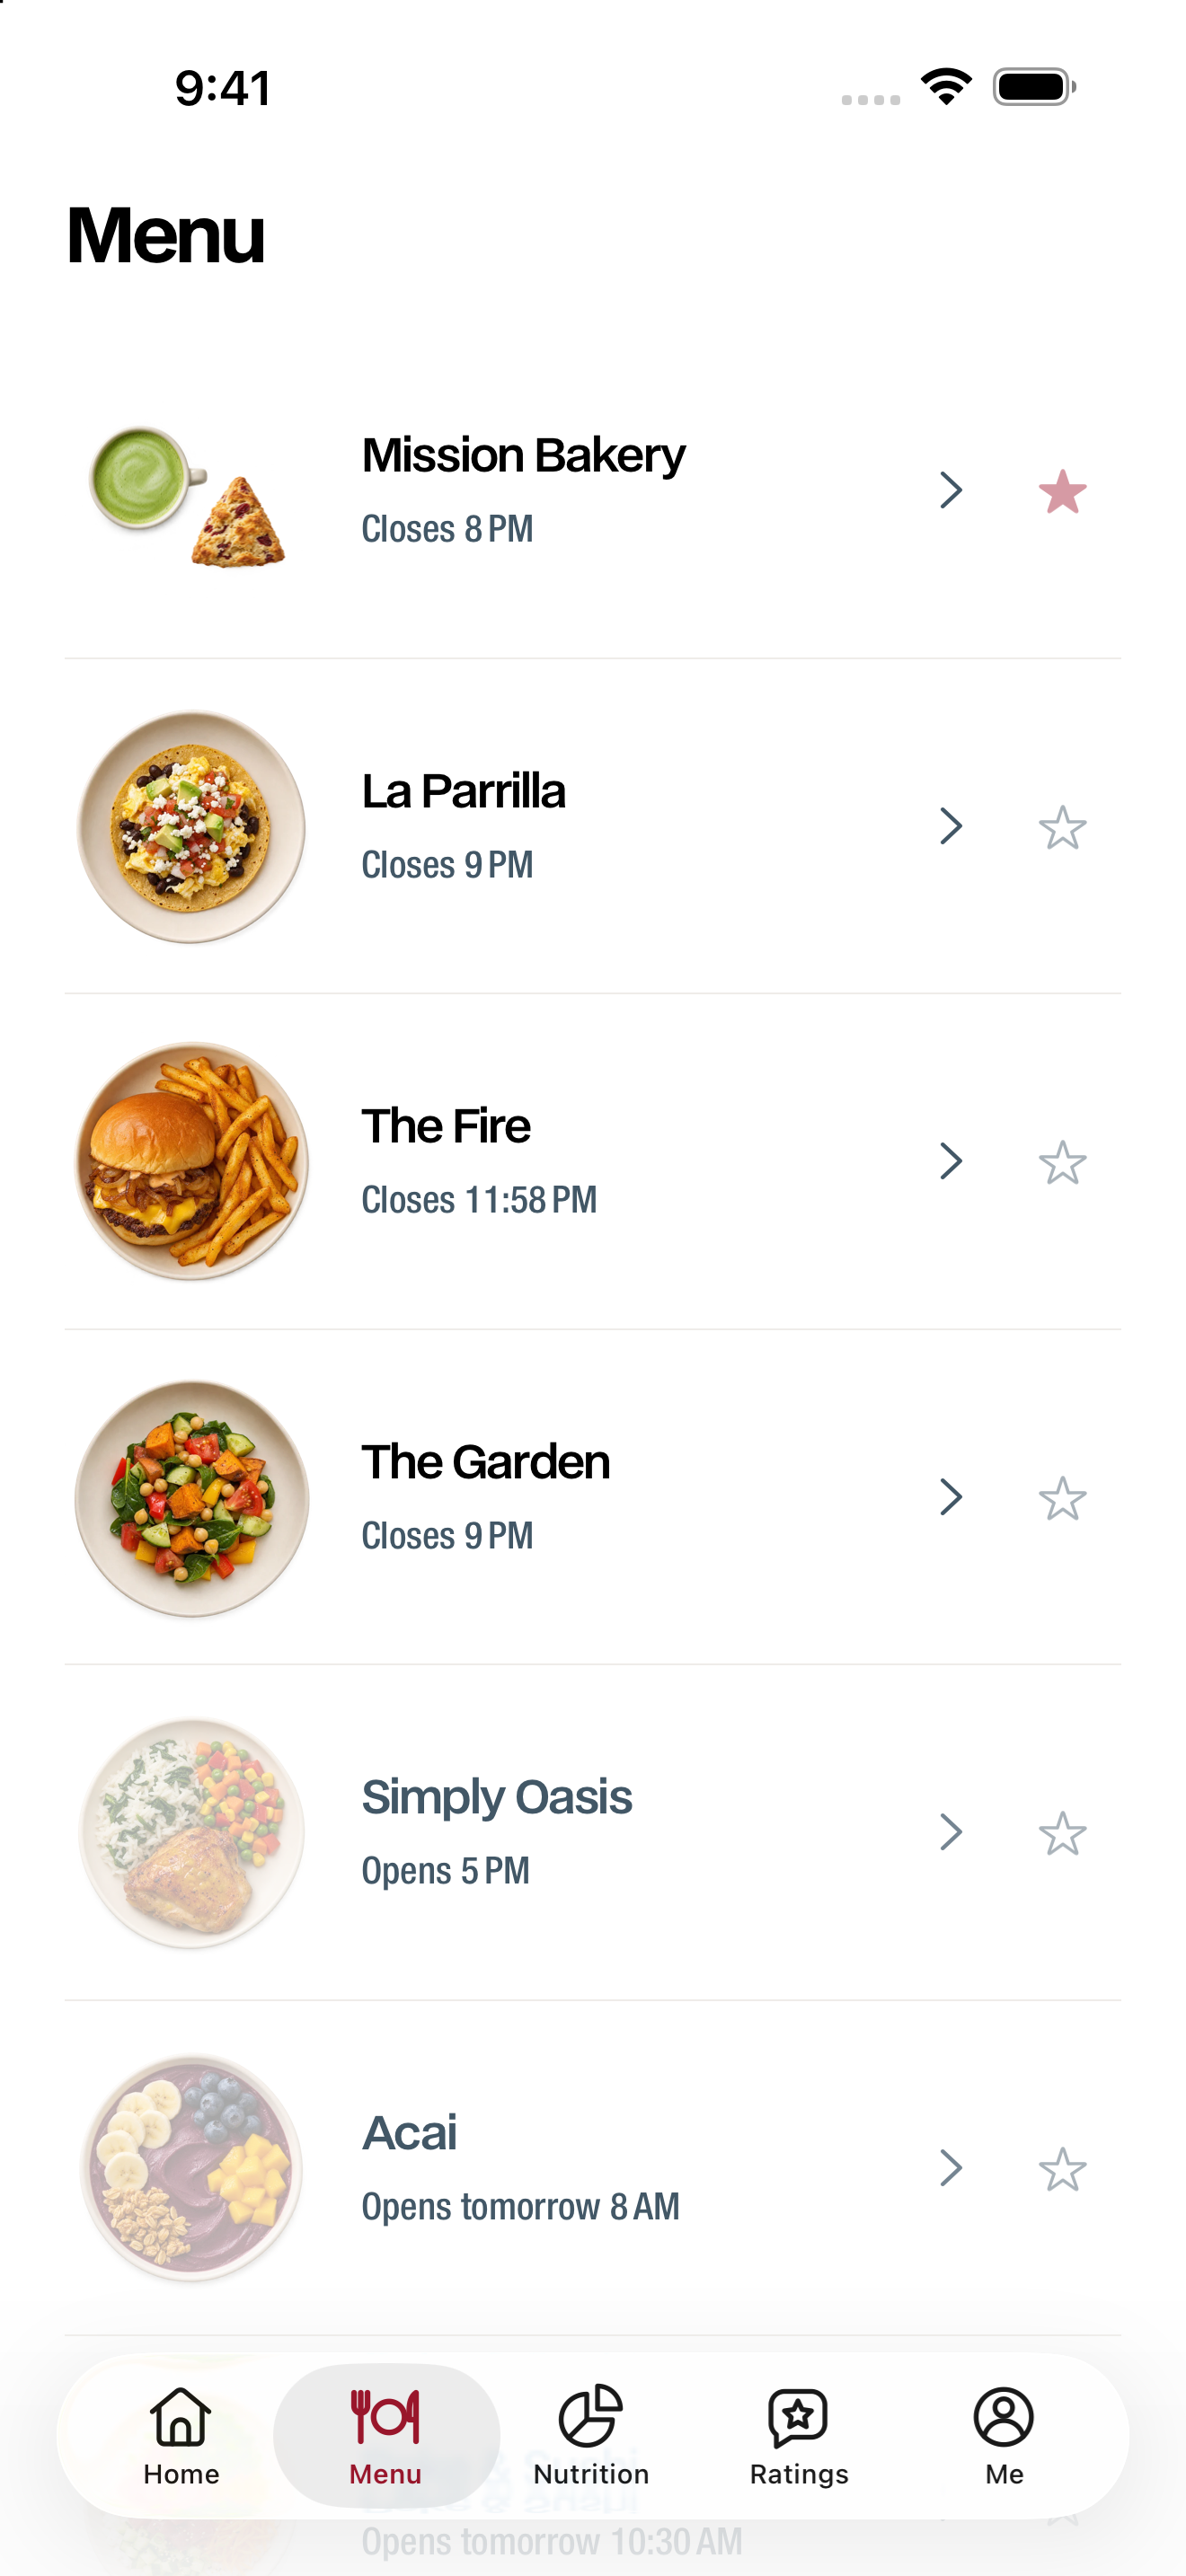 9:41
Menu
Mission Bakery
Closes 8 PM
La Parrilla
Closes 9 PM
The Fire
Closes 11:58 PM
The Garden
Closes 9 PM
Simply Oasis
Opens 5 PM
Acai
Opens tomorrow 8 AM
& Sushi
Home
Menu
Nutrition
Ratings
Me
Opens tomorrow 10:30 AM